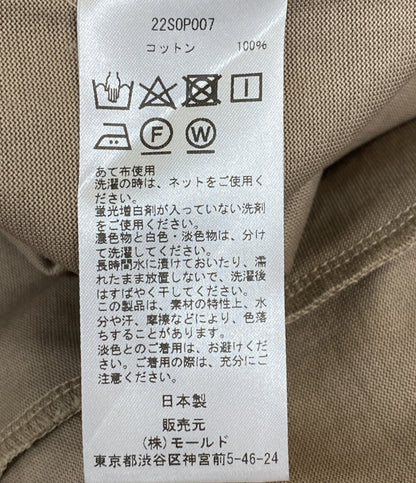 22SOP007
コットン 100%
F W
あて布使用
洗濯の時は、ネットをご使用くだ
さい。
蛍光増白剤が入っていない洗剤
をご使用ください。
濃色物と白色・淡色物は、分け
て洗濯してください。
長時間水に漬けておいたり、濡
れたまま放置しないで、洗濯後
はすばやく干してください。
この製品は、素材の特性上、水
分や汗、摩擦などにより、色落
ちすることがあります。
淡色とのご着用は、お避けくだ
さい。ご着用の際は、充分にご
注意ください。
日本製
販売元
(株)モールド
東京都渋谷区神宮前5-46-24